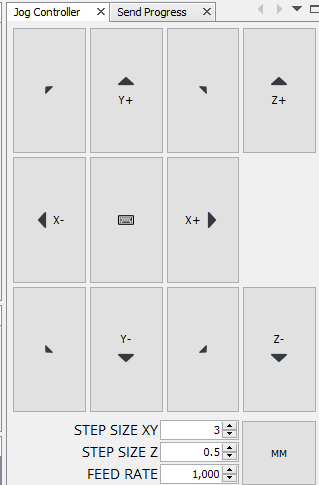 Jog Controller
Send Progress
Y+
Z+
X-
X+
Y-
Z-
STEP SIZE XY 3
STEP SIZE Z 0.5
FEED RATE 1,000
MM